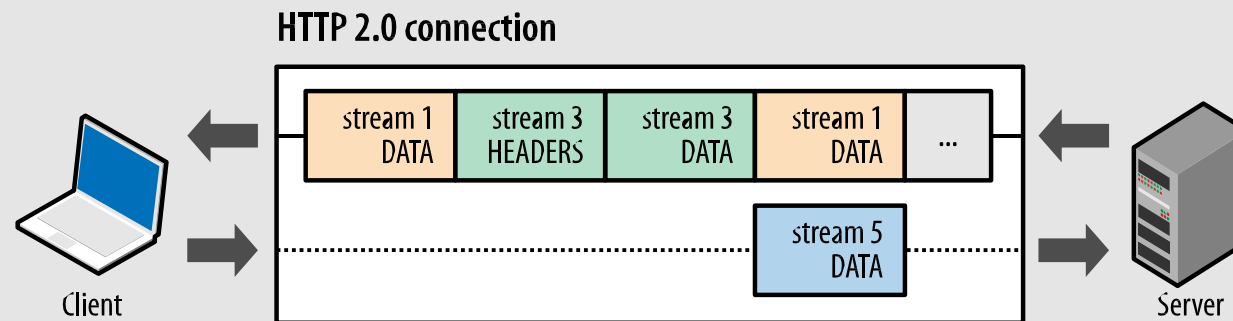 HTTP 2.0 connection
stream 1
DATA
stream 3
HEADERS
stream 3
DATA
stream 1
DATA
...
stream 5
DATA
Client
Server